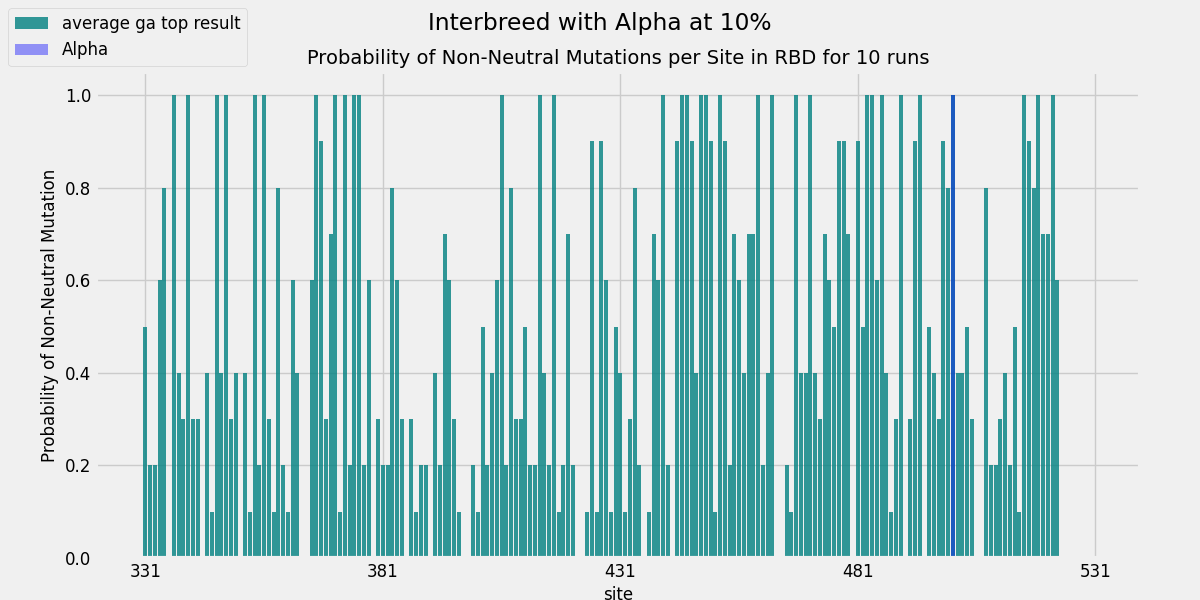 average ga top result
Alpha
Interbreed with Alpha at 10%
Probability of Non-Neutral Mutations per Site in RBD for 10 runs
Probability of Non-Neutral Mutation
1.0
0.8
0.6
0.4
0.2
0.0
331 381 431 481 531
site